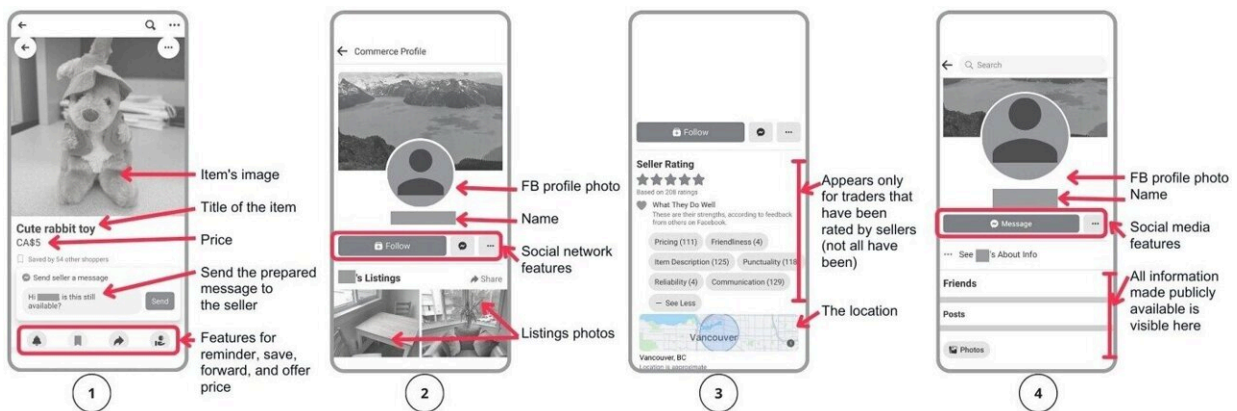 Cute rabbit toy
CA$5
Saved by 54 other shoppers
Send seller a message
Hi is this still
available?
Send
Item's image
Title of the item
Price
Send the prepared
message to
the seller
Features for
reminder, save,
forward, and offer
price
1
Commerce Profile
Follow
's Listings
Share
FB profile photo
Name
Social network
features
Listings photos
2
Follow
Seller Rating
Based on 208 ratings
What They Do Well
These are their strengths, according to feedback
from others on Facebook.
Pricing (111)
Friendliness (4)
Item Description (125)
Punctuality (118
Reliability (4)
Communication (129)
See Less
Vancouver
Vancouver, BC
Location is approximate
Appears only
for traders that
have been
rated by sellers
(not all have
been)
The location
3
Search
Message
See 's About Info
Friends
Posts
Photos
FB profile photo
Name
Social media
features
All information
made publicly
available is
visible here
4